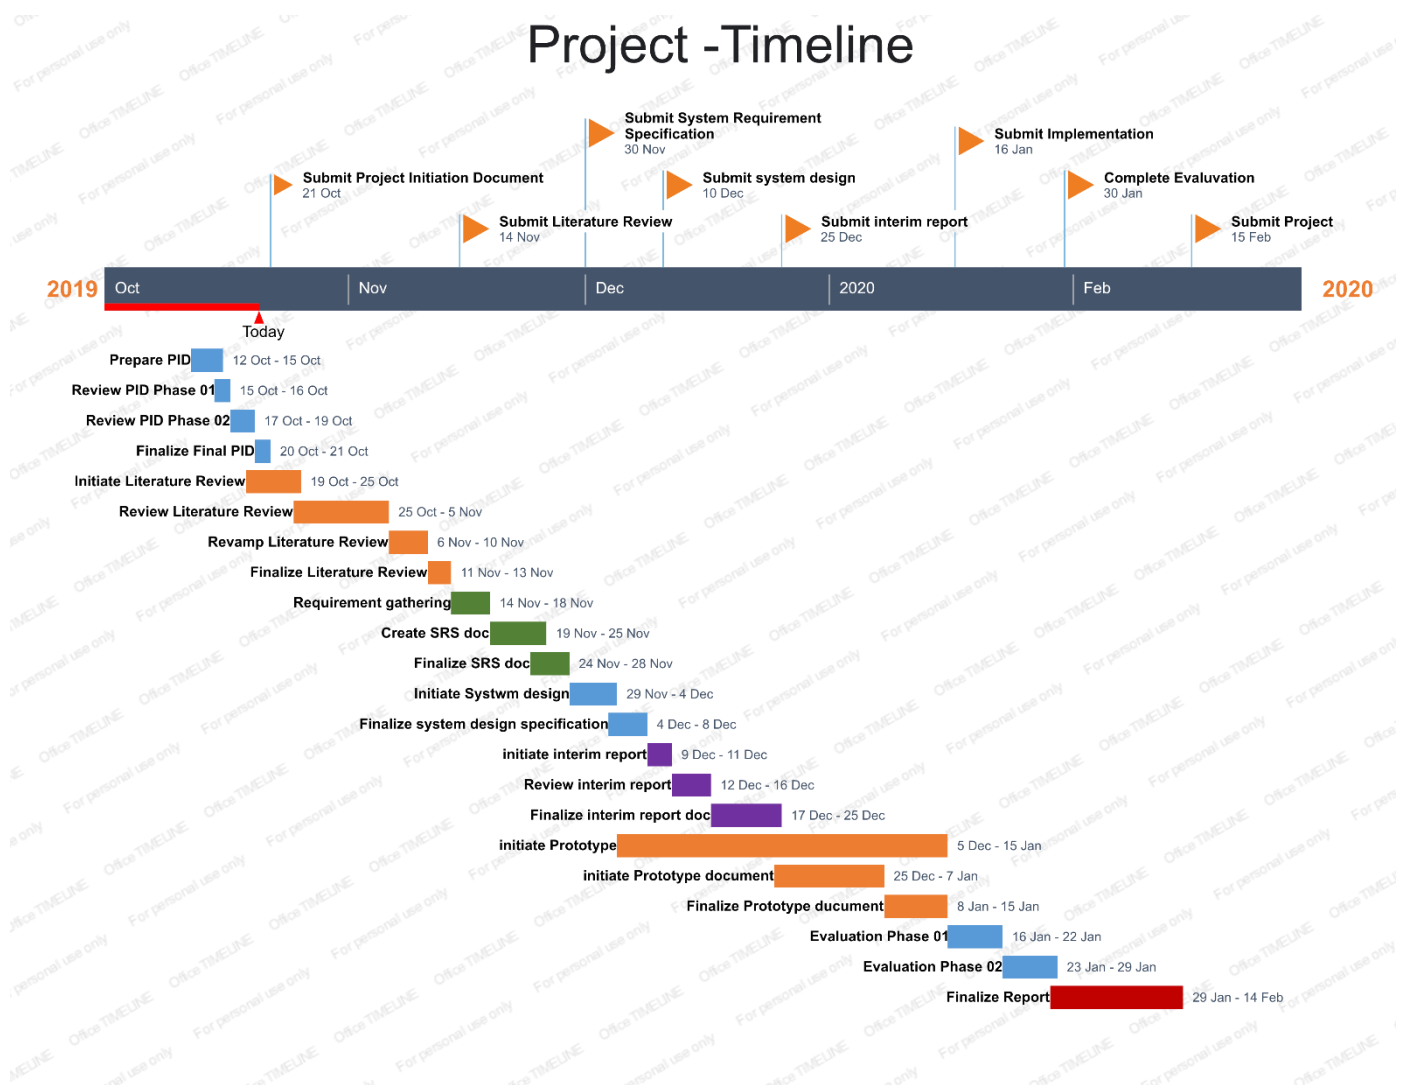 Project -Timeline
Submit System Requirement
Specification
30 Nov
Submit Implementation
16 Jan
Submit Project Initiation Document
21 Oct
Submit system design
10 Dec
Complete Evaluvation
30 Jan
Submit Literature Review
14 Nov
Submit interim report
25 Dec
Submit Project
15 Feb
2019 Oct Nov Dec 2020 Feb 2020
Today
Prepare PID 12 Oct - 15 Oct
Review PID Phase 01 15 Oct - 16 Oct
Review PID Phase 02 17 Oct - 19 Oct
Finalize Final PID 20 Oct - 21 Oct
Initiate Literature Review 19 Oct - 25 Oct
Review Literature Review 25 Oct - 5 Nov
Revamp Literature Review 6 Nov - 10 Nov
Finalize Literature Review 11 Nov - 13 Nov
Requirement gathering 14 Nov - 18 Nov
Create SRS doc 19 Nov - 25 Nov
Finalize SRS doc 24 Nov - 28 Nov
Initiate Systwm design 29 Nov - 4 Dec
Finalize system design specification 4 Dec - 8 Dec
initiate interim report 9 Dec - 11 Dec
Review interim report 12 Dec - 16 Dec
Finalize interim report doc 17 Dec - 25 Dec
initiate Prototype 5 Dec - 15 Jan
initiate Prototype document 25 Dec - 7 Jan
Finalize Prototype ducument 8 Jan - 15 Jan
Evaluation Phase 01 16 Jan - 22 Jan
Evaluation Phase 02 23 Jan - 29 Jan
Finalize Report 29 Jan - 14 Feb
For personal use only
Office TIMELINE